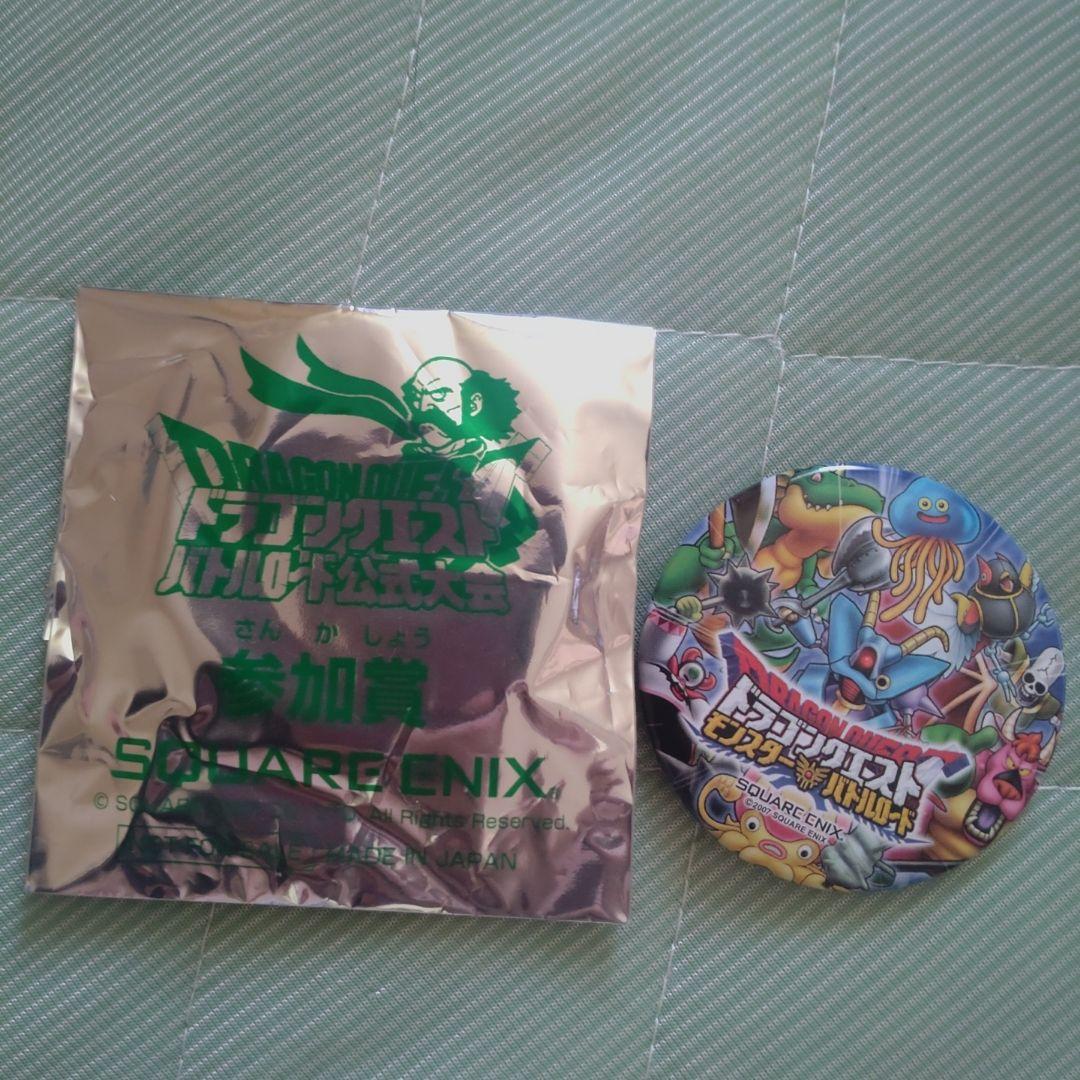 DRAGON QUEST
ドラゴンクエスト
バトルロード公式大会
さんかしょう
参加賞
SQUARE ENIX
All Rights Reserved.
NOT FOR SALE MADE IN JAPAN
DRAGON QUEST
ドラゴンクエスト
モンスターバトルロード
SQUARE ENIX
©2007 SQUARE ENIX